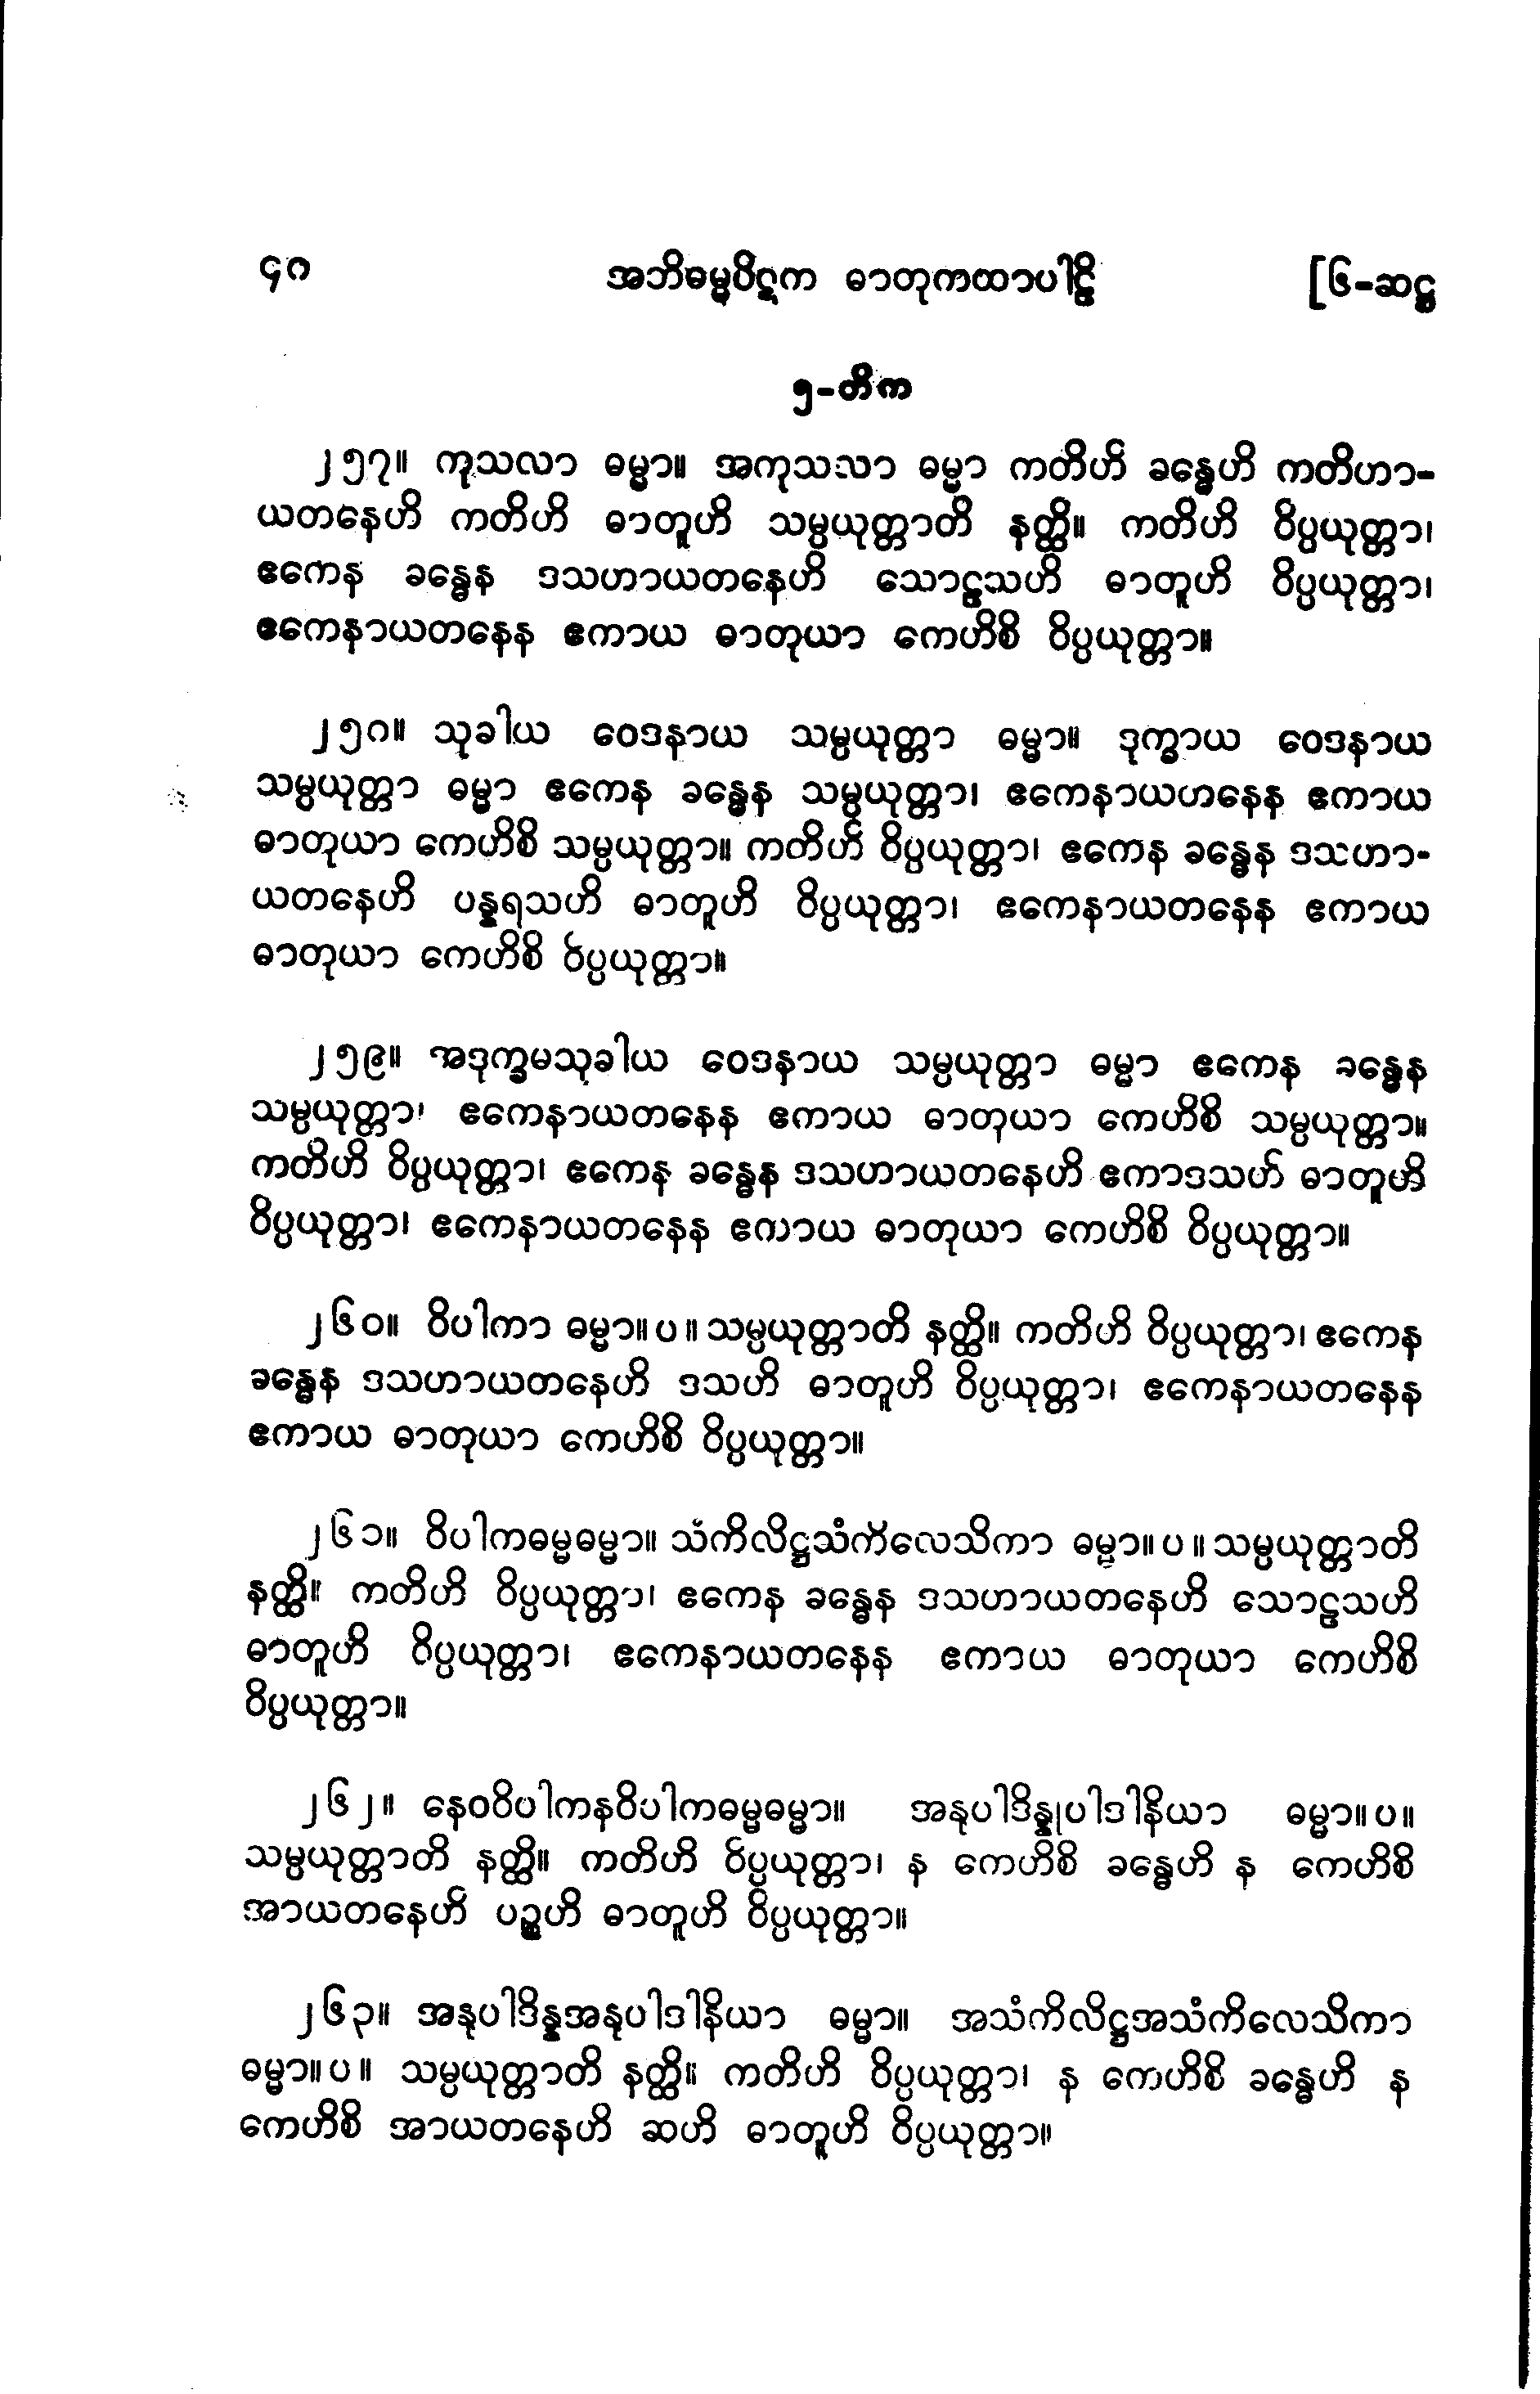 ၄၈ အဘိဓမ္မပိဋက ဓာတုကထာပါဠိ [၆-ဆဋ္ဌ
၅-တိက
၂၅၇။ ကုသလာ ဓမ္မာ။ အကုသလာ ဓမ္မာ ကတိဟိ ခန္ဓေဟိ ကတိဟာ-
ယတနေဟိ ကတိဟိ ဓာတူဟိ သမ္ပယုတ္တာတိ နတ္ထိ။ ကတိဟိ ဝိပ္ပယုတ္တာ၊
ဧကေန ခန္ဓေန ဒသဟာယတနေဟိ သောဠသဟိ ဓာတူဟိ ဝိပ္ပယုတ္တာ၊
ဧကေနာယတနေန ဧကာယ ဓာတုယာ ကေဟိစိ ဝိပ္ပယုတ္တာ။
၂၅၈။ သုခါယ ဝေဒနာယ သမ္ပယုတ္တာ ဓမ္မာ။ ဒုက္ခာယ ဝေဒနာယ
သမ္ပယုတ္တာ ဓမ္မာ ဧကေန ခန္ဓေန သမ္ပယုတ္တာ၊ ဧကေနာယဟနေန ဧကာယ
ဓာတုယာ ကေဟိစိ သမ္ပယုတ္တာ။ ကတိဟိ ဝိပ္ပယုတ္တာ၊ ဧကေန ခန္ဓေန ဒသဟာ-
ယတနေဟိ ပန္နရသဟိ ဓာတူဟိ ဝိပ္ပယုတ္တာ၊ ဧကေနာယတနေန ဧကာယ
ဓာတုယာ ကေဟိစိ ဝိပ္ပယုတ္တာ။
၂၅၉။ အဒုက္ခမသုခါယ ဝေဒနာယ သမ္ပယုတ္တာ ဓမ္မာ ဧကေန ခန္ဓေန
သမ္ပယုတ္တာ၊ ဧကေနာယတနေန ဧကာယ ဓာတုယာ ကေဟိစိ သမ္ပယုတ္တာ။
ကတိဟိ ဝိပ္ပယုတ္တာ၊ ဧကေန ခန္ဓေန ဒသဟာယတနေဟိ ဧကာဒသဟိ ဓာတူဟိ
ဝိပ္ပယုတ္တာ၊ ဧကေနာယတနေန ဧကာယ ဓာတုယာ ကေဟိစိ ဝိပ္ပယုတ္တာ။
၂၆၀။ ဝိပါကာ ဓမ္မာ။ပ။သမ္ပယုတ္တာတိ နတ္ထိ။ ကတိဟိ ဝိပ္ပယုတ္တာ၊ ဧကေန
ခန္ဓေန ဒသဟာယတနေဟိ ဒသဟိ ဓာတူဟိ ဝိပ္ပယုတ္တာ၊ ဧကေနာယတနေန
ဧကာယ ဓာတုယာ ကေဟိစိ ဝိပ္ပယုတ္တာ။
၂၆၁။ ဝိပါကဓမ္မဓမ္မာ။ သံကိလိဋ္ဌသံကိလေသိကာ ဓမ္မာ။ပ။သမ္ပယုတ္တာတိ
နတ္ထိ။ ကတိဟိ ဝိပ္ပယုတ္တာ၊ ဧကေန ခန္ဓေန ဒသဟာယတနေဟိ သောဠသဟိ
ဓာတူဟိ ဝိပ္ပယုတ္တာ၊ ဧကေနာယတနေန ဧကာယ ဓာတုယာ ကေဟိစိ
ဝိပ္ပယုတ္တာ။
၂၆၂။ နေဝဝိပါကနဝိပါကဓမ္မဓမ္မာ။ အနုပါဒိန္နုပါဒါနိယာ ဓမ္မာ။ပ။
သမ္ပယုတ္တာတိ နတ္ထိ။ ကတိဟိ ဝိပ္ပယုတ္တာ၊ န ကေဟိစိ ခန္ဓေဟိ န ကေဟိစိ
အာယတနေဟိ ပဉ္စဟိ ဓာတူဟိ ဝိပ္ပယုတ္တာ။
၂၆၃။ အနုပါဒိန္နအနုပါဒါနိယာ ဓမ္မာ။ အသံကိလိဋ္ဌအသံကိလေသိကာ
ဓမ္မာ။ပ။ သမ္ပယုတ္တာတိ နတ္ထိ။ ကတိဟိ ဝိပ္ပယုတ္တာ၊ န ကေဟိစိ ခန္ဓေဟိ န
ကေဟိစိ အာယတနေဟိ ဆဟိ ဓာတူဟိ ဝိပ္ပယုတ္တာ။